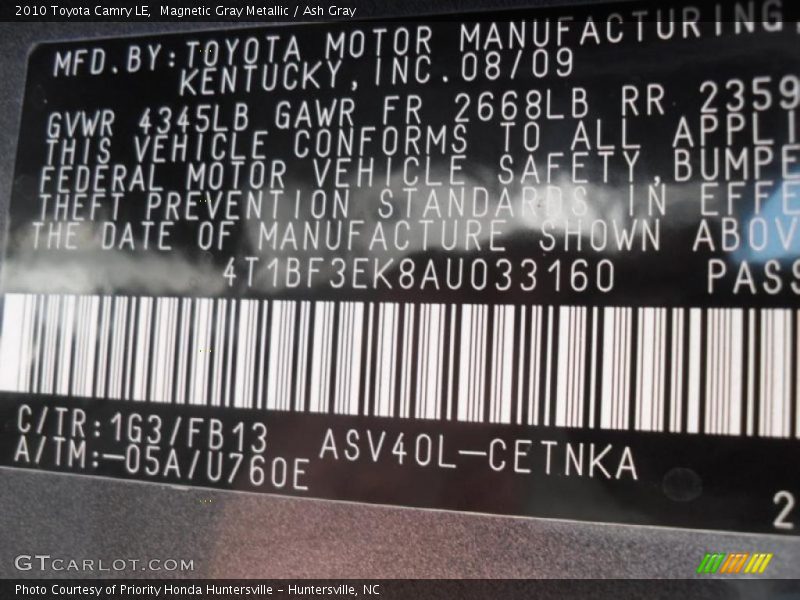 2010 Toyota Camry LE, Magnetic Gray Metallic / Ash Gray
MFD.BY:TOYOTA MOTOR MANUFACTURING
KENTUCKY,INC.08/09
GVWR 4345LB GAWR FR 2668LB RR 2359
THIS VEHICLE CONFORMS TO ALL APPLI
FEDERAL MOTOR VEHICLE SAFETY,BUMPE
THEFT PREVENTION STANDARDS IN EFFE
THE DATE OF MANUFACTURE SHOWN ABOV
4T1BF3EK8AU033160 PASS
C/TR:1G3/FB13 ASV40L-CETNKA
A/TM:-05A/U760E
2
GTCARLOT.COM
Photo Courtesy of Priority Honda Huntersville - Huntersville, NC